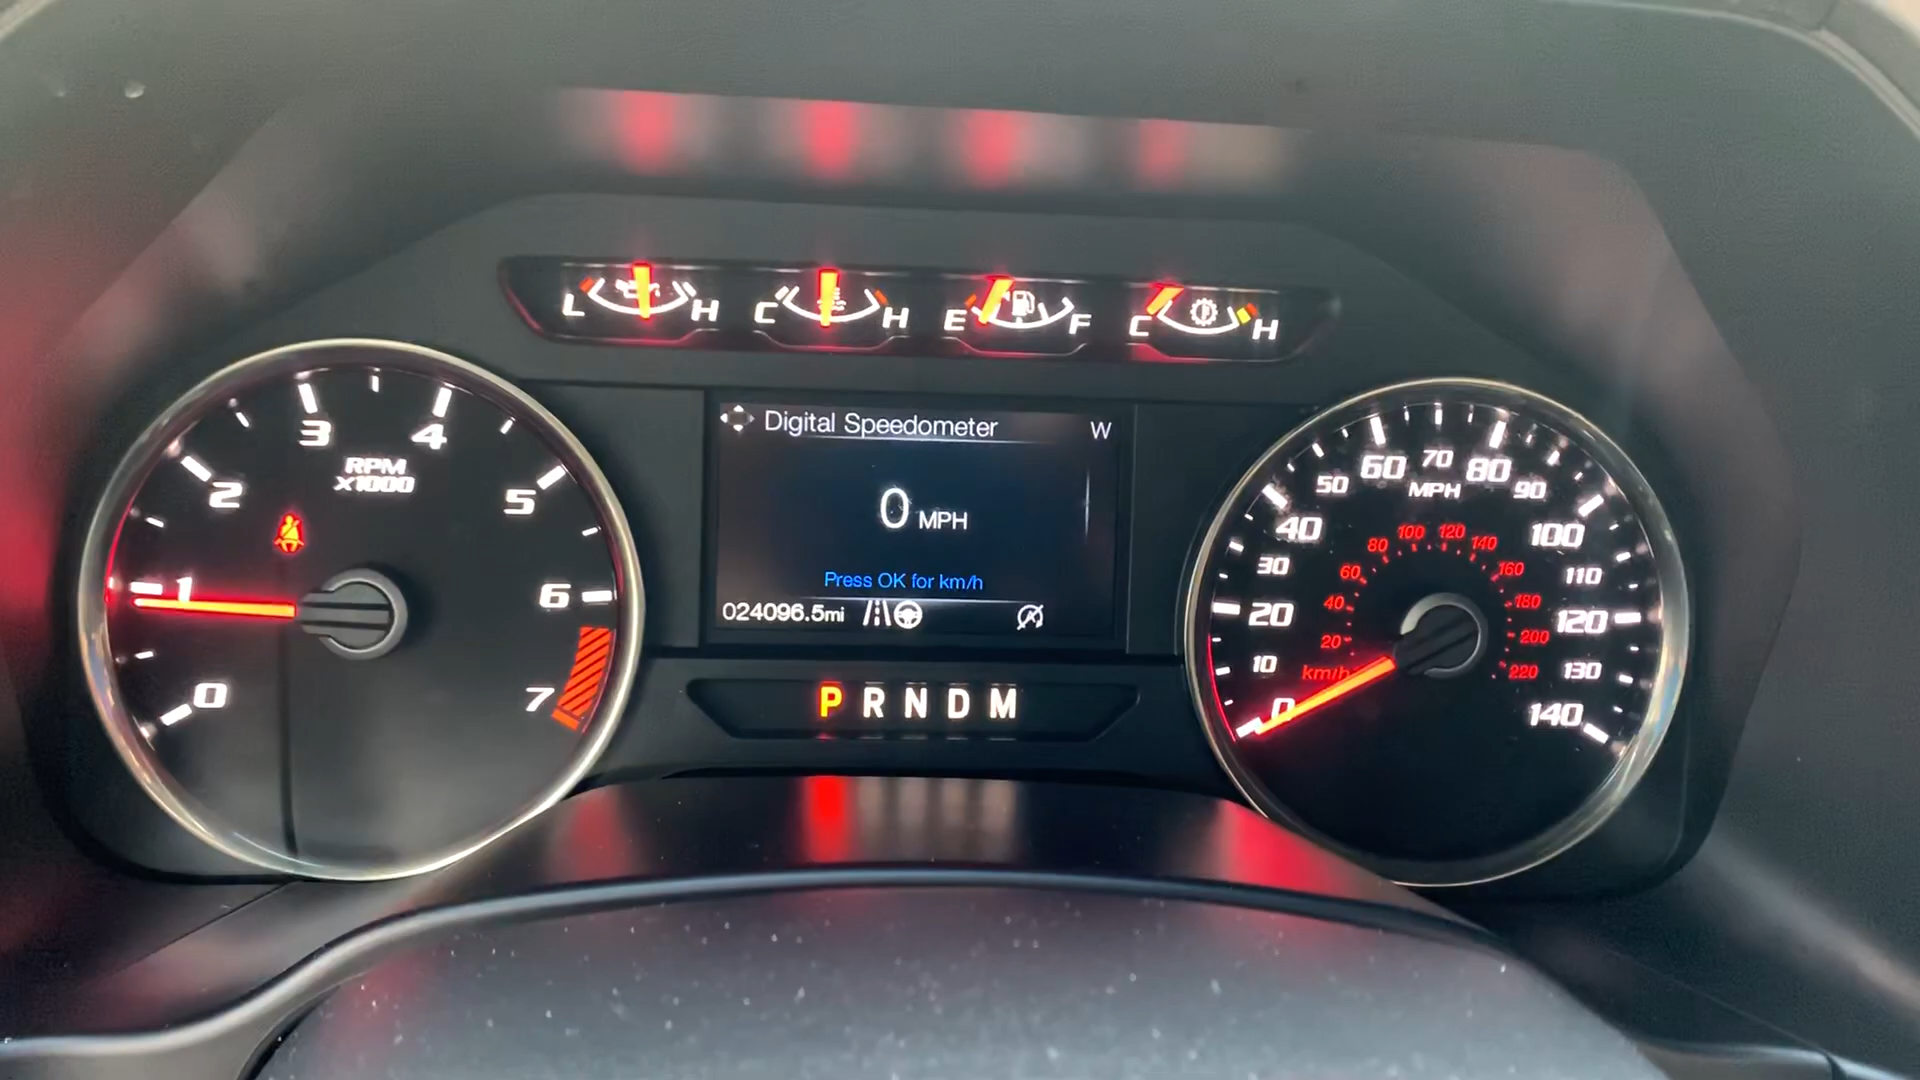 L H C H E F C H
3 4
RPM
x1000
2 5
1 6
0 7
Digital Speedometer W
0 MPH
Press OK for km/h
024096.5mi
P R N D M
60 70 80
50 MPH 90
40 100
30 110
20 120
10 130
0 140
100 120
80 140
60 160
40 180
20 200
km/h 220